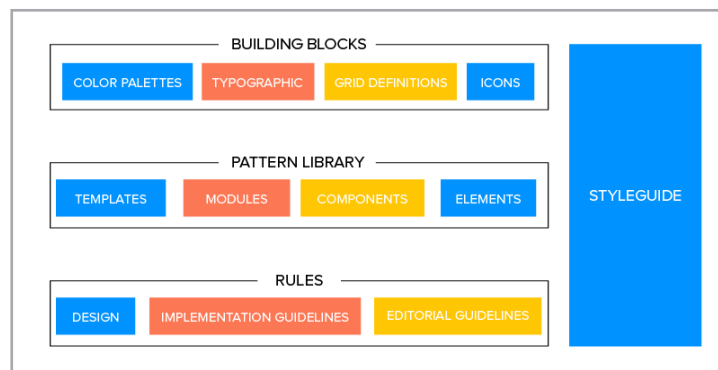 BUILDING BLOCKS
COLOR PALETTES
TYPOGRAPHIC
GRID DEFINITIONS
ICONS
PATTERN LIBRARY
TEMPLATES
MODULES
COMPONENTS
ELEMENTS
RULES
DESIGN
IMPLEMENTATION GUIDELINES
EDITORIAL GUIDELINES
STYLEGUIDE